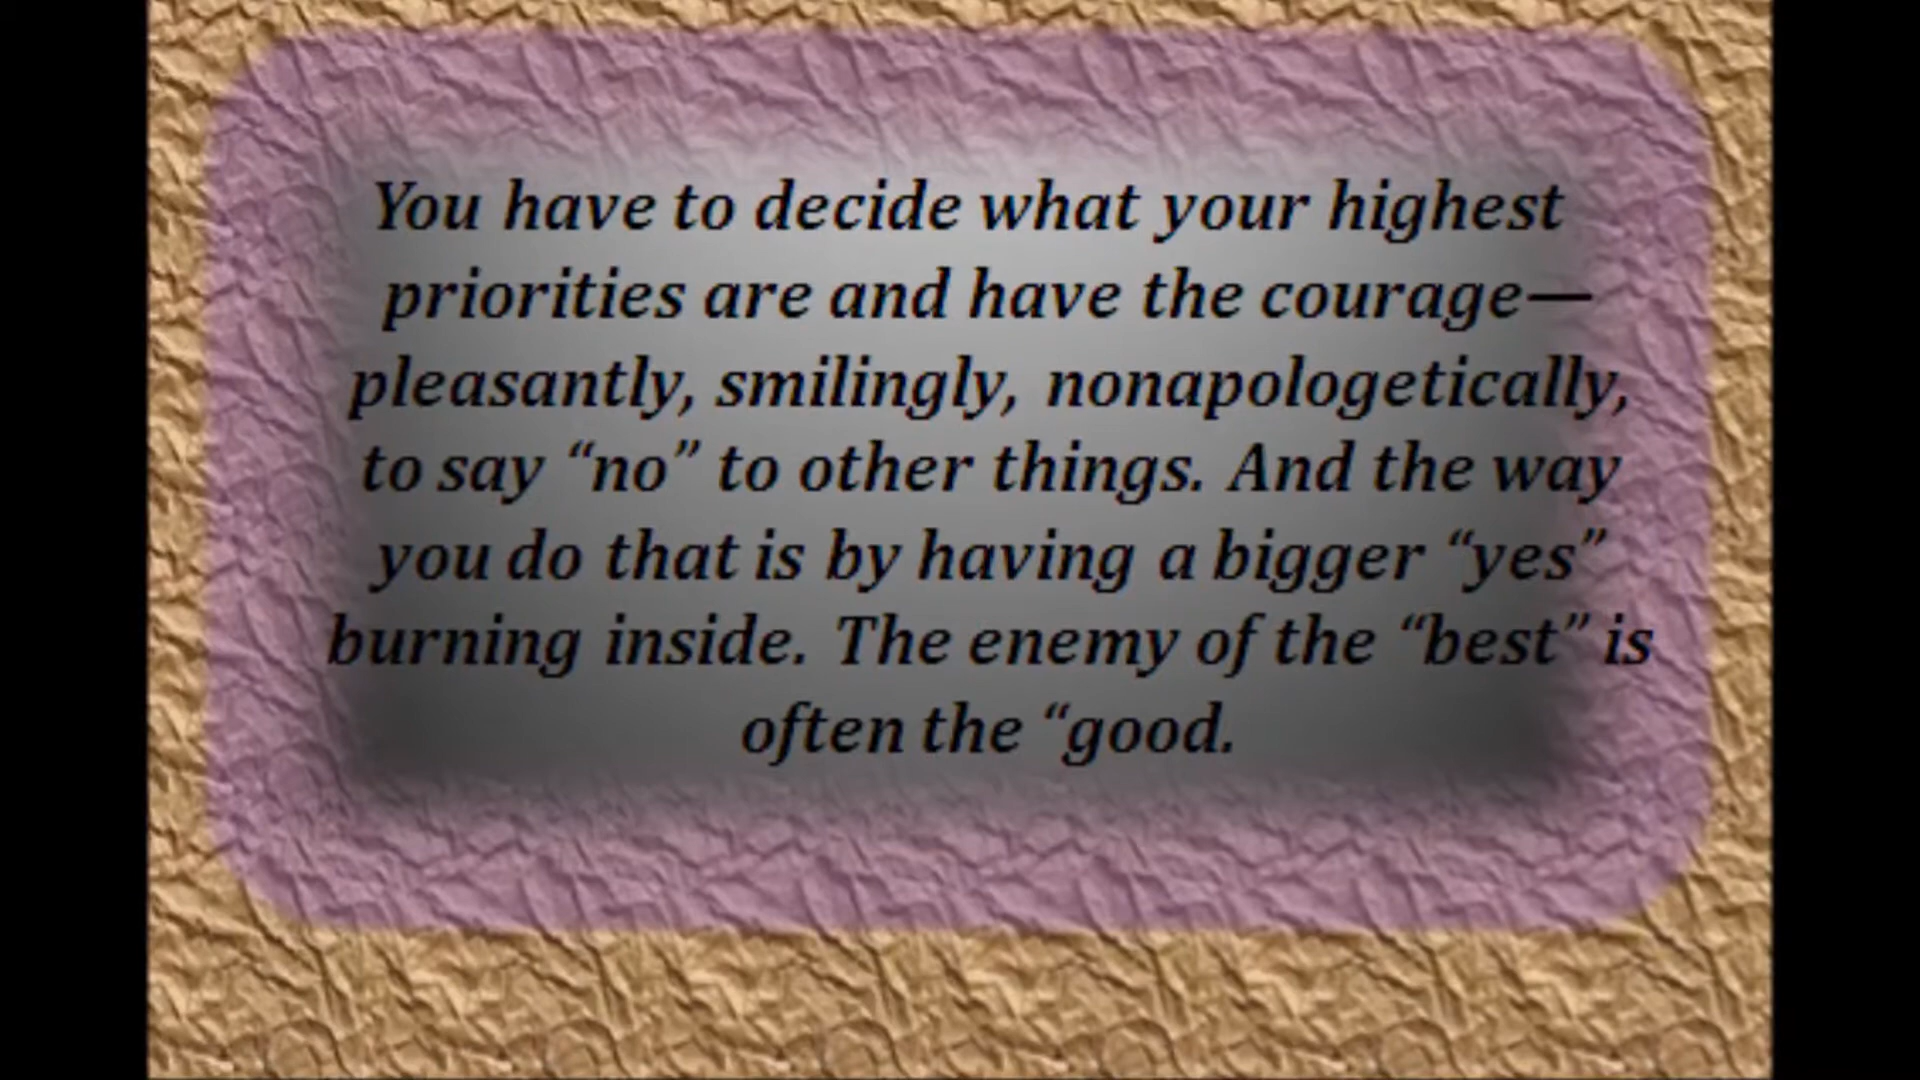 You have to decide what your highest
priorities are and have the courage—
pleasantly, smilingly, nonapologetically,
to say “no” to other things. And the way
you do that is by having a bigger “yes”
burning inside. The enemy of the “best” is
often the “good.